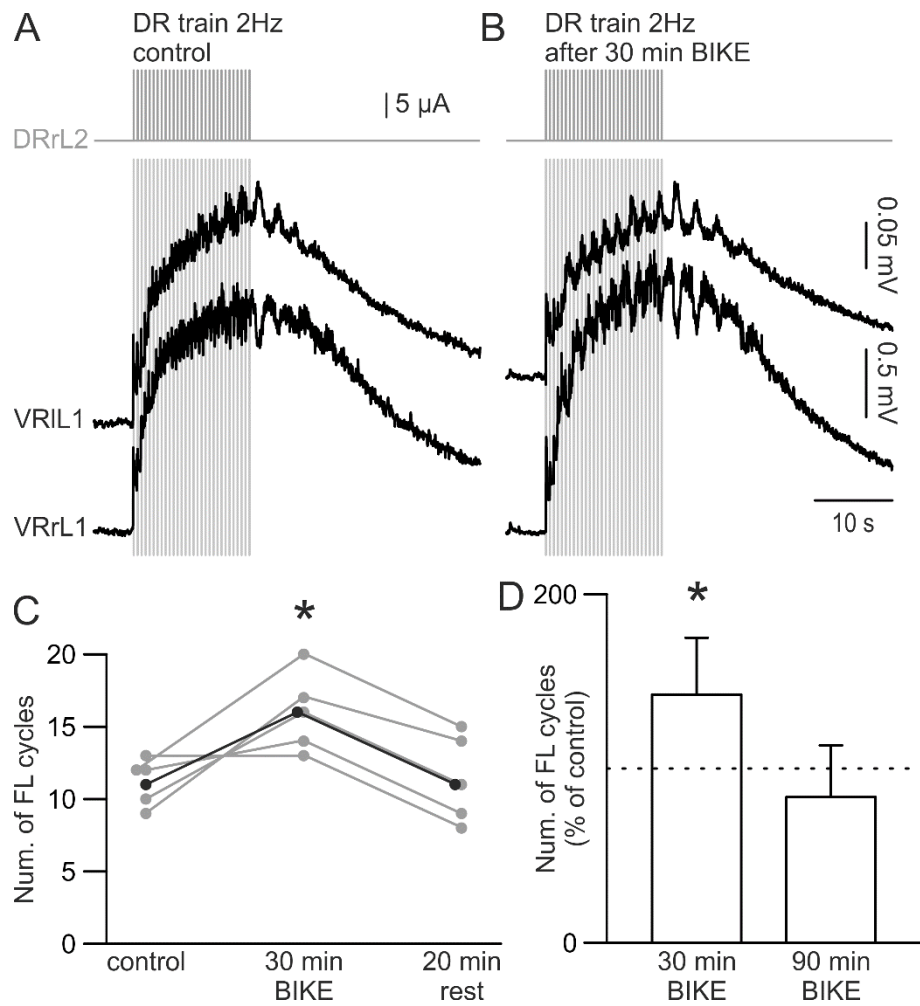 A
DR train 2Hz
control
B
DR train 2Hz
after 30 min BIKE
5 µA
DRrL2
0.05 mV
VRlL1
0.5 mV
VRrL1
10 s
C
*
Num. of FL cycles
20
15
10
5
0
control
30 min
BIKE
20 min
rest
D
*
Num. of FL cycles
(% of control)
200
0
30 min
BIKE
90 min
BIKE